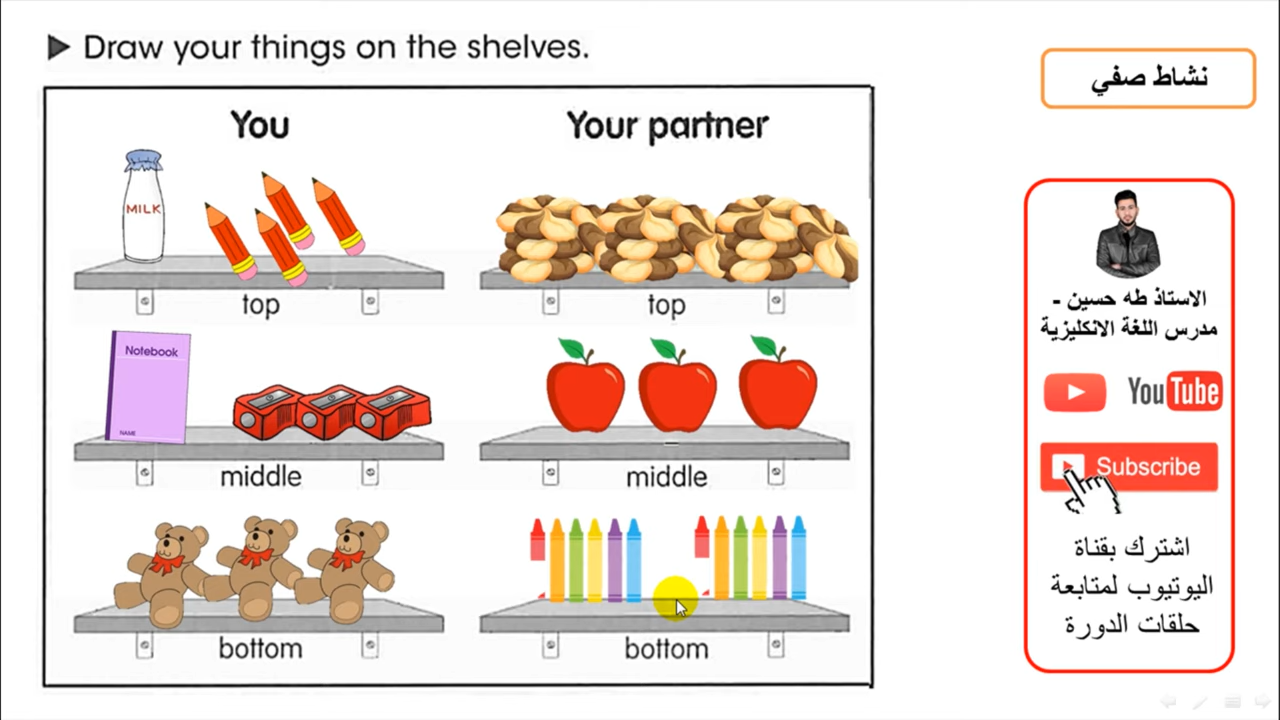 Draw your things on the shelves.
You
Your partner
MILK
top
top
Notebook
NAME
middle
middle
bottom
bottom
نشاط صفي
الاستاذ طه حسين -
مدرس اللغة الانكليزية
YouTube
Subscribe
اشترك بقناة
اليوتيوب لمتابعة
حلقات الدورة